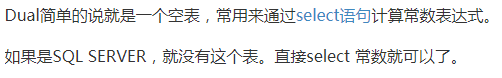 Dual简单的说就是一个空表，常用来通过select语句计算常数表达式。
如果是SQL SERVER，就没有这个表。直接select 常数就可以了。